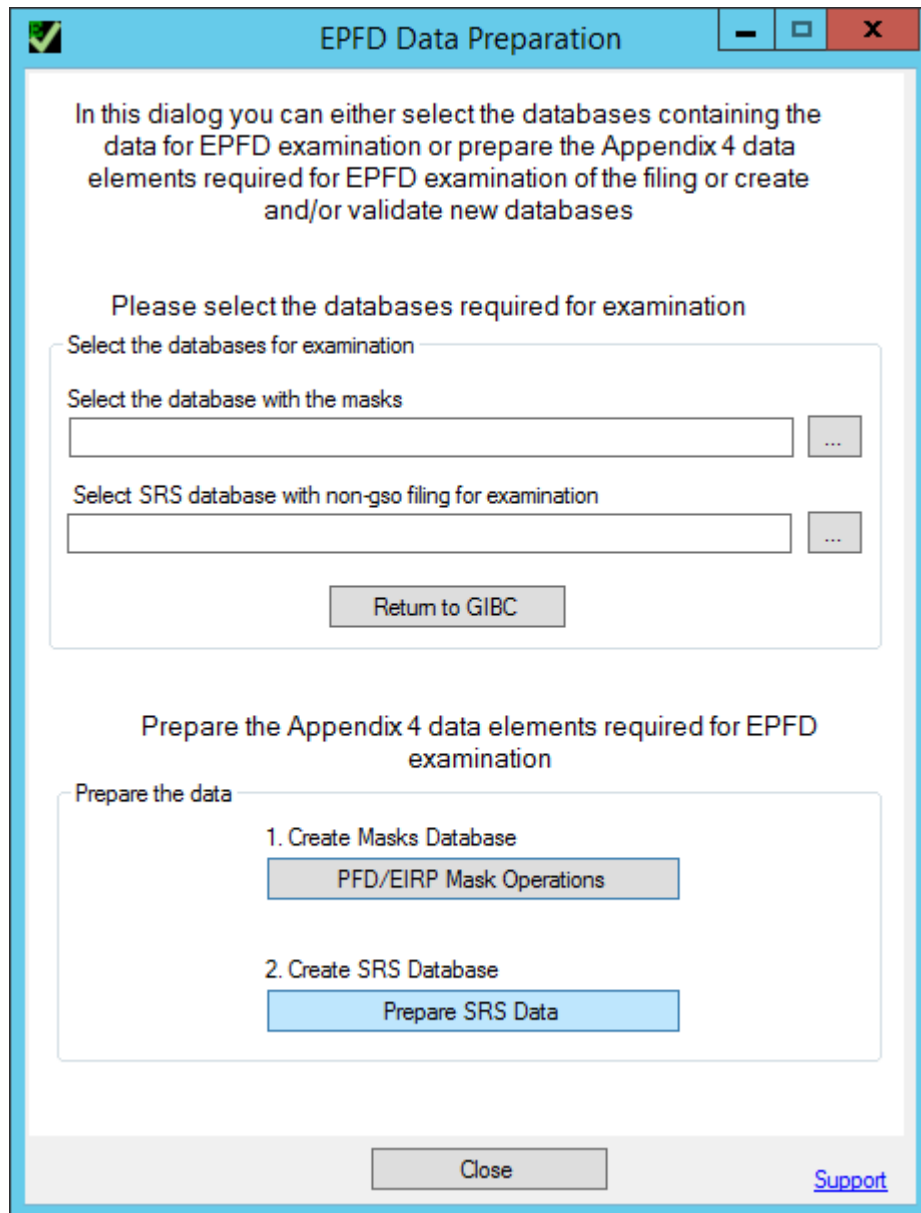 EPFD Data Preparation
In this dialog you can either select the databases containing the
data for EPFD examination or prepare the Appendix 4 data
elements required for EPFD examination of the filing or create
and/or validate new databases
Please select the databases required for examination
Select the databases for examination
Select the database with the masks
...
Select SRS database with non-gso filing for examination
...
Return to GIBC
Prepare the Appendix 4 data elements required for EPFD
examination
Prepare the data
1. Create Masks Database
PFD/EIRP Mask Operations
2. Create SRS Database
Prepare SRS Data
Close
Support